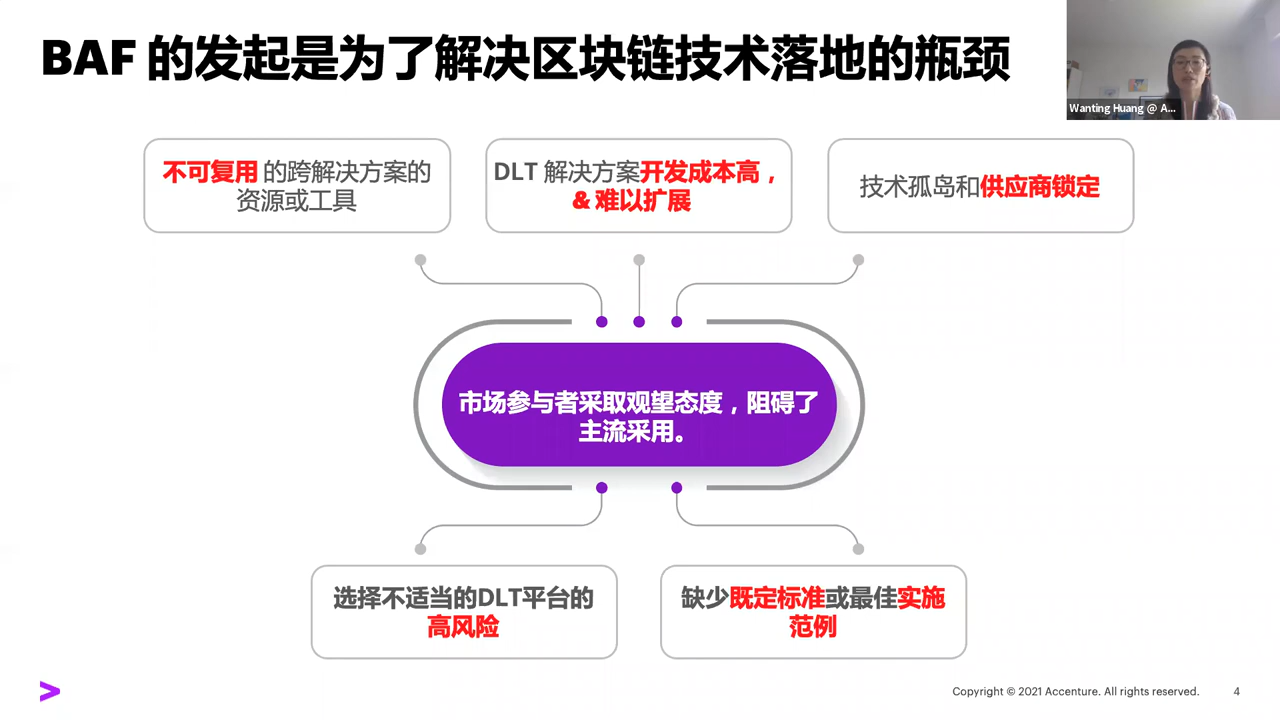 BAF 的发起是为了解决区块链技术落地的瓶颈
Wanting Huang @ A...
不可复用 的跨解决方案的
资源或工具
DLT 解决方案开发成本高，
& 难以扩展
技术孤岛和供应商锁定
市场参与者采取观望态度，阻碍了
主流采用。
选择不适当的DLT平台的
高风险
缺少既定标准或最佳实施
范例
Copyright © 2021 Accenture. All rights reserved.
4